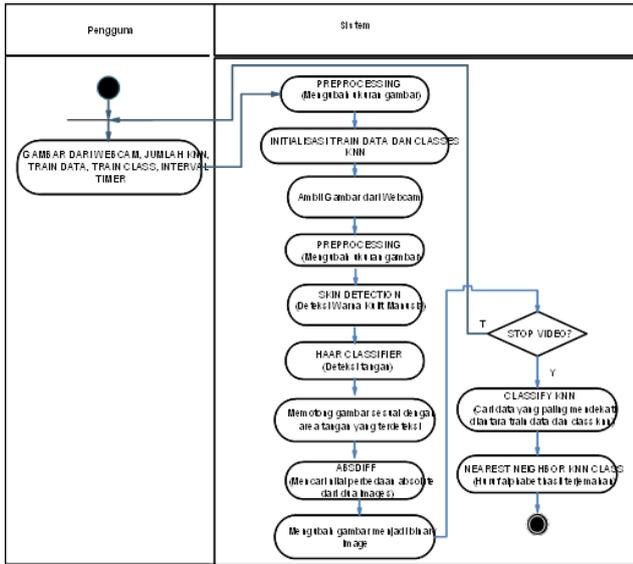 Pengguna
Sistem
GAMBAR DARI WEBCAM, JUMLAH KNN,
TRAIN DATA, TRAIN CLASS, INTERVAL
TIMER
PREPROCESSING
(Mengubah ukuran gambar)
INITIALISASI TRAIN DATA DAN CLASSES
KNN
Ambil Gambar dari Webcam
PREPROCESSING
(Mengubah ukuran gambar)
SKIN DETECTION
(Deteksi Warna Kulit Manusia)
HAAR CLASSIFIER
(Deteksi tangan)
Memotong gambar sesuai dengan
area tangan yang terdeteksi
ABSDIFF
(Mencari nilai perbedaan absolute
dari dua images)
Mengubah gambar menjadi binary
image
T
STOP VIDEO?
Y
CLASSIFY KNN
(Cari data yang paling mendekati
diantara train data dan class knn)
NEAREST NEIGHBOR KNN CLASS
(Huruf alphabet hasil terjemahan)